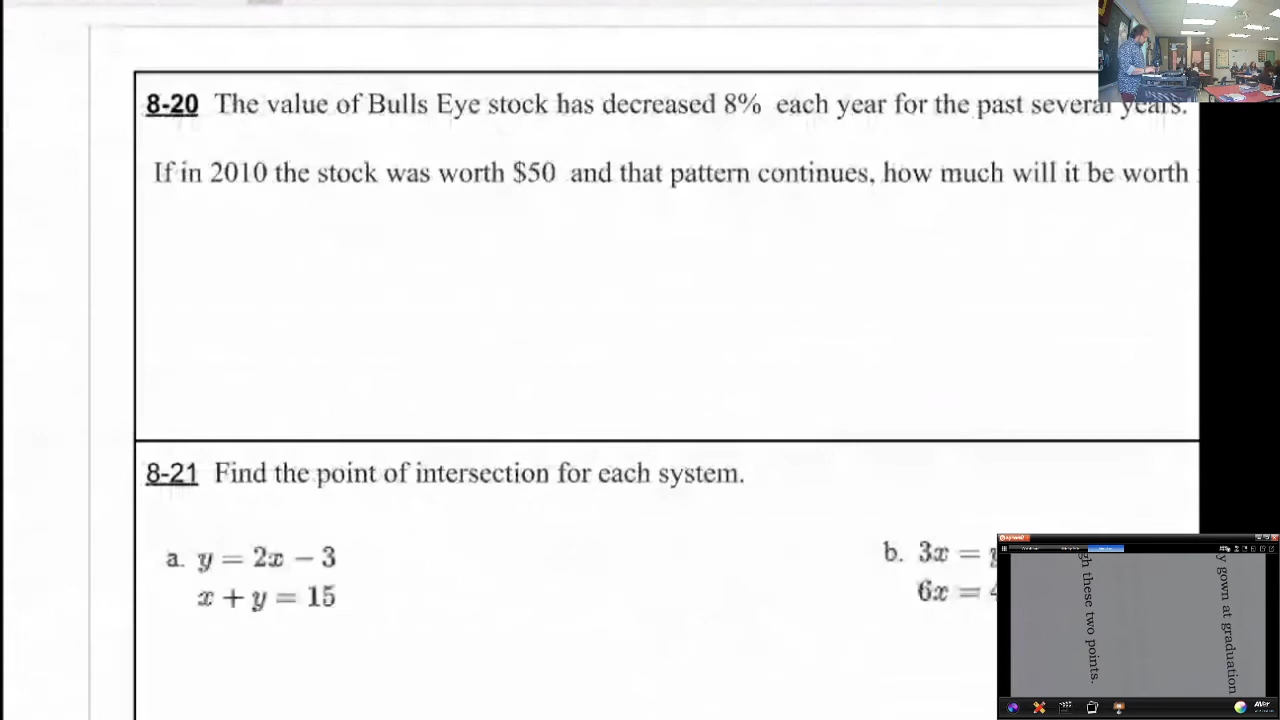 8-20 The value of Bulls Eye stock has decreased 8% each year for the past several years.
If in 2010 the stock was worth $50 and that pattern continues, how much will it be worth
8-21 Find the point of intersection for each system.
a. y = 2x − 3
x + y = 15
b. 3x =
6x =
gh these two points.
y gown at graduation
AVer